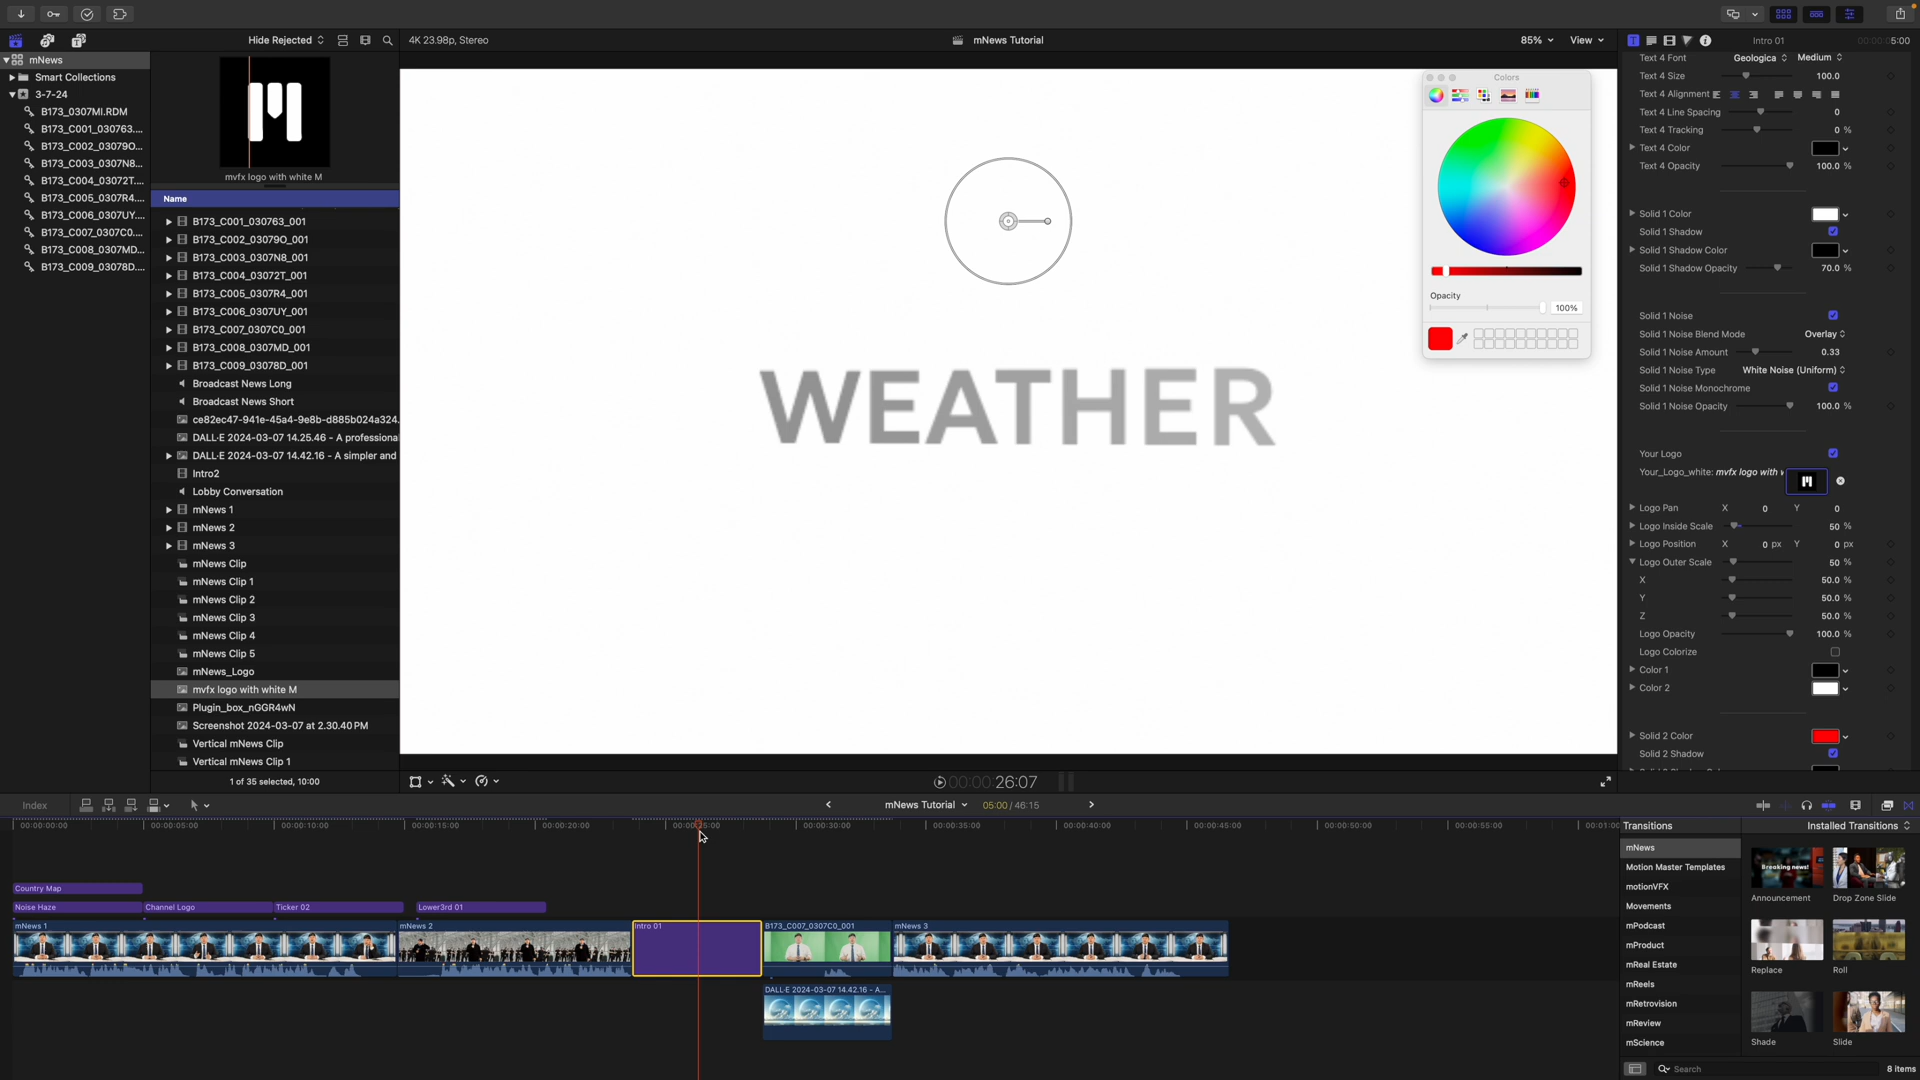 Hide Rejected
4K 23.98p, Stereo
mNews Tutorial
85%
View
Intro 01
00:00:05:00
mNews
Smart Collections
3-7-24
B173_0307MI.RDM
B173_C001_030763....
B173_C002_03079O...
B173_C003_0307N8...
B173_C004_03072T....
B173_C005_0307R4....
B173_C006_0307UY....
B173_C007_0307C0....
B173_C008_0307MD...
B173_C009_03078D....
mvfx logo with white M
Name
B173_C001_030763_001
B173_C002_03079O_001
B173_C003_0307N8_001
B173_C004_03072T_001
B173_C005_0307R4_001
B173_C006_0307UY_001
B173_C007_0307C0_001
B173_C008_0307MD_001
B173_C009_03078D_001
Broadcast News Long
Broadcast News Short
ce82ec47-941e-45a4-9e8b-d885b024a324.
DALL·E 2024-03-07 14.25.46 - A professiona
DALL·E 2024-03-07 14.42.16 - A simpler and
Intro2
Lobby Conversation
mNews 1
mNews 2
mNews 3
mNews Clip
mNews Clip 1
mNews Clip 2
mNews Clip 3
mNews Clip 4
mNews Clip 5
mNews_Logo
mvfx logo with white M
Plugin_box_nGGR4wN
Screenshot 2024-03-07 at 2.30.40 PM
Vertical mNews Clip
Vertical mNews Clip 1
1 of 35 selected, 10:00
WEATHER
Colors
Opacity
100%
Text 4 Font Geologica Medium
Text 4 Size 100.0
Text 4 Alignment
Text 4 Line Spacing 0
Text 4 Tracking 0 %
Text 4 Color
Text 4 Opacity 100.0 %
Solid 1 Color
Solid 1 Shadow
Solid 1 Shadow Color
Solid 1 Shadow Opacity 70.0 %
Solid 1 Noise
Solid 1 Noise Blend Mode Overlay
Solid 1 Noise Amount 0.33
Solid 1 Noise Type White Noise (Uniform)
Solid 1 Noise Monochrome
Solid 1 Noise Opacity 100.0 %
Your Logo
Your_Logo_white: mvfx logo with
Logo Pan X 0 Y 0
Logo Inside Scale 50 %
Logo Position X 0 px Y 0 px
Logo Outer Scale 50 %
X 50.0 %
Y 50.0 %
Z 50.0 %
Logo Opacity 100.0 %
Logo Colorize
Color 1
Color 2
Solid 2 Color
Solid 2 Shadow
00:00:00:26:07
Index
mNews Tutorial
05:00 / 46:15
00:00:00:00
00:00:05:00
00:00:10:00
00:00:15:00
00:00:20:00
00:00:25:00
00:00:30:00
00:00:35:00
00:00:40:00
00:00:45:00
00:00:50:00
00:00:55:00
00:01:00
Country Map
Noise Haze
Channel Logo
Ticker 02
Lower3rd 01
mNews 1
mNews 2
Intro 01
B173_C007_0307C0_001
mNews 3
DALL·E 2024-03-07 14.42.16 - A...
Transitions
Installed Transitions
mNews
Motion Master Templates
motionVFX
Movements
mPodcast
mProduct
mReal Estate
mReels
mRetrovision
mReview
mScience
Breaking news!
Announcement
Drop Zone Slide
Replace
Roll
Shade
Slide
Search
8 items